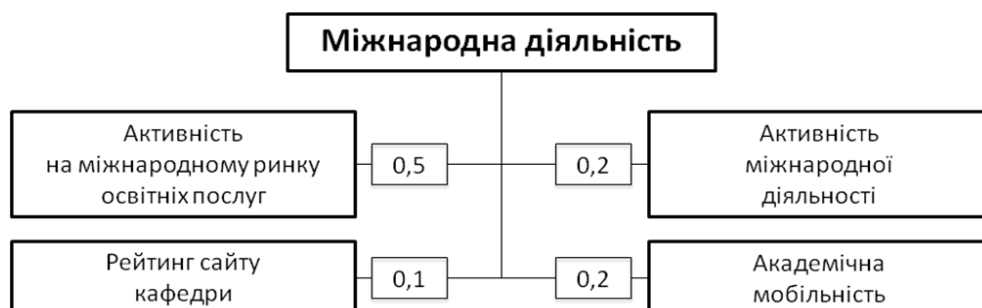 Міжнародна діяльність
Активність
на міжнародному ринку
освітніх послуг
0,5
0,2
Активність
міжнародної
діяльності
Рейтинг сайту
кафедри
0,1
0,2
Академічна
мобільність